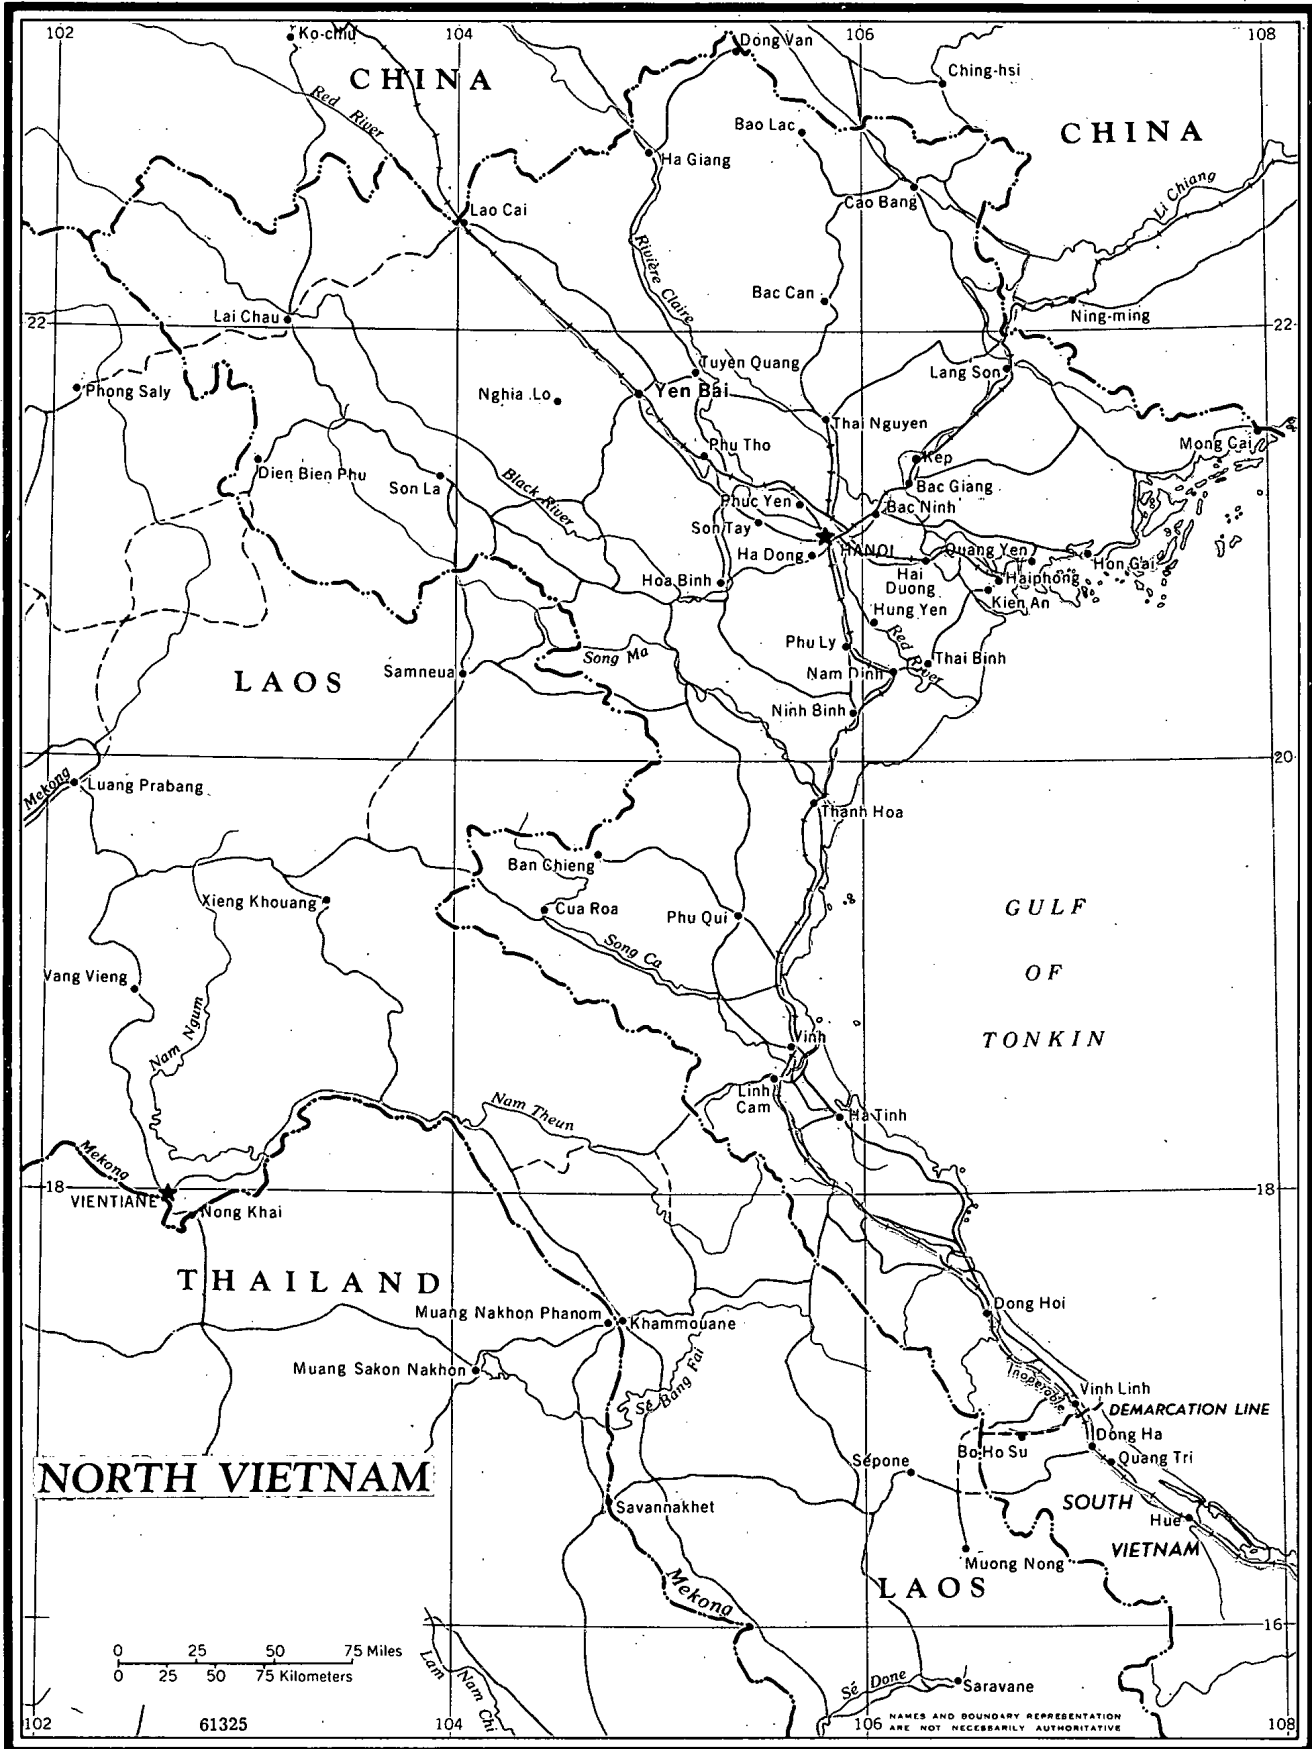 102
104
106
108
Ko-chiu
Dong Van
CHINA
Ching-hsi
Red River
Bao Lac
CHINA
Ha Giang
Li Chiang
Cao Bang
Lao Cai
Rivière Claire
Bac Can
Ning-ming
Lai Chau
22
22
Tuyen Quang
Lang Son
Phong Saly
Nghia Lo
Yen Bai
Thai Nguyen
Mong Cai
Phu Tho
Kep
Dien Bien Phu
Son La
Black River
Bac Giang
Phuc Yen
Bac Ninh
Son Tay
Ha Dong
HANOI
Quang Yen
Hon Gai
Hoa Binh
Hai
Duong
Haiphong
Kien An
Hung Yen
Red River
Phu Ly
Song Ma
Thai Binh
LAOS
Samneua
Nam Dinh
Ninh Binh
20
Mekong
Luang Prabang
Thanh Hoa
Ban Chieng
Xieng Khouang
Cua Roa
Phu Qui
GULF
OF
TONKIN
Song Ca
Vang Vieng
Nam Ngum
Vinh
Linh
Cam
Nam Theun
Ha Tinh
Mekong
18
18
VIENTIANE
Nong Khai
THAILAND
Dong Hoi
Muang Nakhon Phanom
Khammouane
Muang Sakon Nakhon
Sé Bang Fai
Inoperable
Vinh Linh
DEMARCATION LINE
Dong Ha
Bo Ho Su
Quang Tri
Sépone
NORTH VIETNAM
Savannakhet
SOUTH
VIETNAM
Hue
Muong Nong
LAOS
Mekong
16
0 25 50 75 Miles
0 25 50 75 Kilometers
Lam
Nam Chi
Sé Done
Saravane
NAMES AND BOUNDARY REPRESENTATION
ARE NOT NECESSARILY AUTHORITATIVE
102
61325
104
106
108